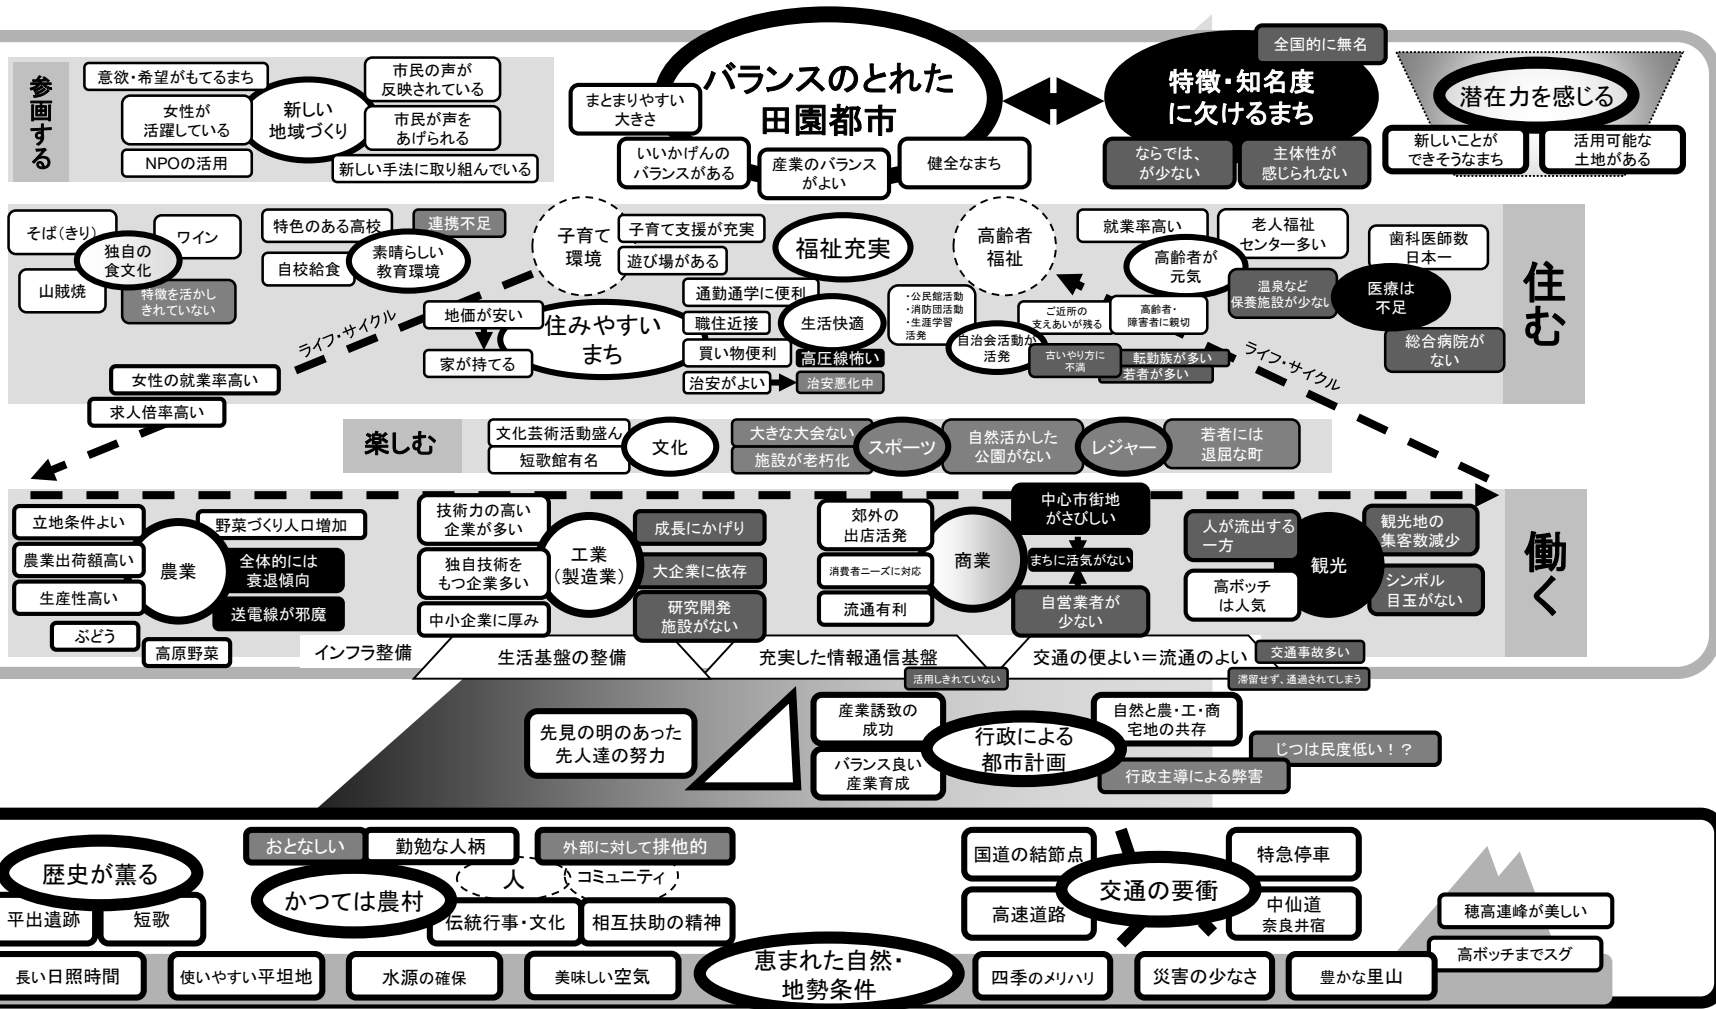 参画する
意欲・希望がもてるまち
女性が
活躍している
NPOの活用
新しい
地域づくり
市民の声が
反映されている
市民が声を
あげられる
新しい手法に取り組んでいる
まとまりやすい
大きさ
バランスのとれた
田園都市
いいかげんの
バランスがある
産業のバランス
がよい
健全なまち
全国的に無名
特徴・知名度
に欠けるまち
ならでは、
が少ない
主体性が
感じられない
潜在力を感じる
新しいことが
できそうなまち
活用可能な
土地がある
住む
そば(きり)
ワイン
独自の
食文化
山賊焼
特徴を活かし
きれていない
特色のある高校
連携不足
自校給食
素晴らしい
教育環境
子育て
環境
子育て支援が充実
遊び場がある
福祉充実
高齢者
福祉
就業率高い
老人福祉
センター多い
高齢者が
元気
歯科医師数
日本一
温泉など
保養施設が少ない
医療は
不足
総合病院が
ない
ライフ・サイクル
地価が安い
家が持てる
住みやすい
まち
通勤通学に便利
職住近接
買い物便利
治安がよい
生活快適
高圧線怖い
治安悪化中
・公民館活動
・消防団活動
・生涯学習
活発
自治会活動が
活発
ご近所の
支えあいが残る
高齢者・
障害者に親切
古いやり方に
不満
転勤族が多い
若者が多い
ライフ・サイクル
女性の就業率高い
求人倍率高い
楽しむ
文化芸術活動盛ん
短歌館有名
文化
大きな大会ない
施設が老朽化
スポーツ
自然活かした
公園がない
レジャー
若者には
退屈な町
働く
立地条件よい
農業出荷額高い
生産性高い
ぶどう
農業
野菜づくり人口増加
全体的には
衰退傾向
送電線が邪魔
高原野菜
技術力の高い
企業が多い
独自技術を
もつ企業多い
中小企業に厚み
工業
(製造業)
成長にかげり
大企業に依存
研究開発
施設がない
郊外の
出店活発
消費者ニーズに対応
流通有利
商業
中心市街地
がさびしい
まちに活気がない
自営業者が
少ない
人が流出する
一方
高ボッチ
は人気
観光
観光地の
集客数減少
シンボル
目玉がない
インフラ整備
生活基盤の整備
充実した情報通信基盤
活用しきれていない
交通の便よい=流通のよい
交通事故多い
滞留せず、通過されてしまう
先見の明のあった
先人達の努力
産業誘致の
成功
バランス良い
産業育成
行政による
都市計画
自然と農・工・商
宅地の共存
じつは民度低い!?
行政主導による弊害
歴史が薫る
平出遺跡
短歌
おとなしい
勤勉な人柄
外部に対して排他的
かつては農村
人
コミュニティ
伝統行事・文化
相互扶助の精神
国道の結節点
高速道路
交通の要衝
特急停車
中仙道
奈良井宿
穂高連峰が美しい
高ボッチまでスグ
長い日照時間
使いやすい平坦地
水源の確保
美味しい空気
恵まれた自然・
地勢条件
四季のメリハリ
災害の少なさ
豊かな里山